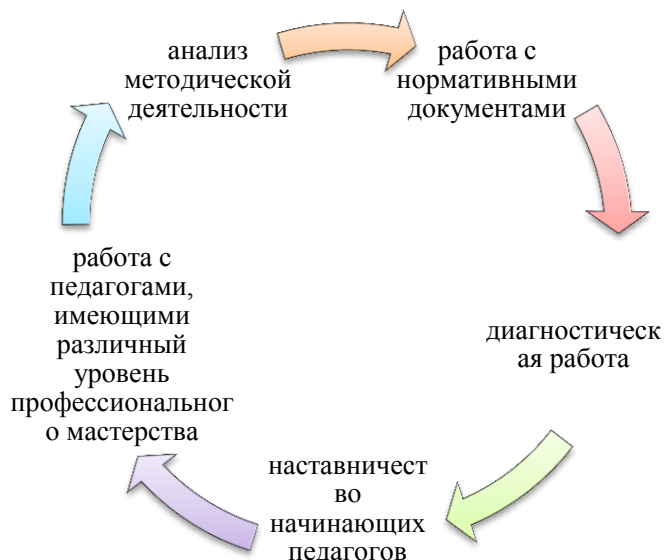 анализ
методической
деятельности
работа с
нормативными
документами
диагностическ
ая работа
наставничест
во
начинающих
педагогов
работа с
педагогами,
имеющими
различный
уровень
профессиональног
о мастерства